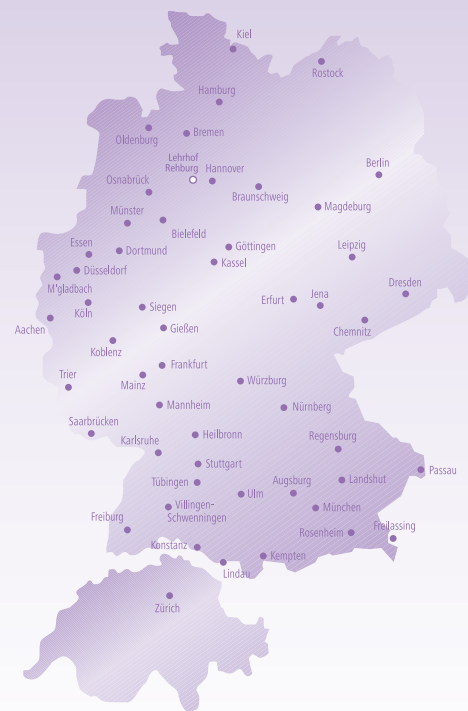 Kiel
Rostock
Hamburg
Oldenburg
Bremen
Lehrhof
Rehburg
Hannover
Berlin
Osnabrück
Braunschweig
Magdeburg
Münster
Bielefeld
Göttingen
Leipzig
Essen
Dortmund
Kassel
Düsseldorf
M'gladbach
Dresden
Köln
Siegen
Erfurt
Jena
Aachen
Gießen
Chemnitz
Koblenz
Frankfurt
Trier
Mainz
Würzburg
Mannheim
Nürnberg
Saarbrücken
Heilbronn
Karlsruhe
Regensburg
Stuttgart
Passau
Tübingen
Augsburg
Landshut
Ulm
Villingen-
Schwenningen
München
Freiburg
Freilassing
Rosenheim
Konstanz
Kempten
Lindau
Zürich